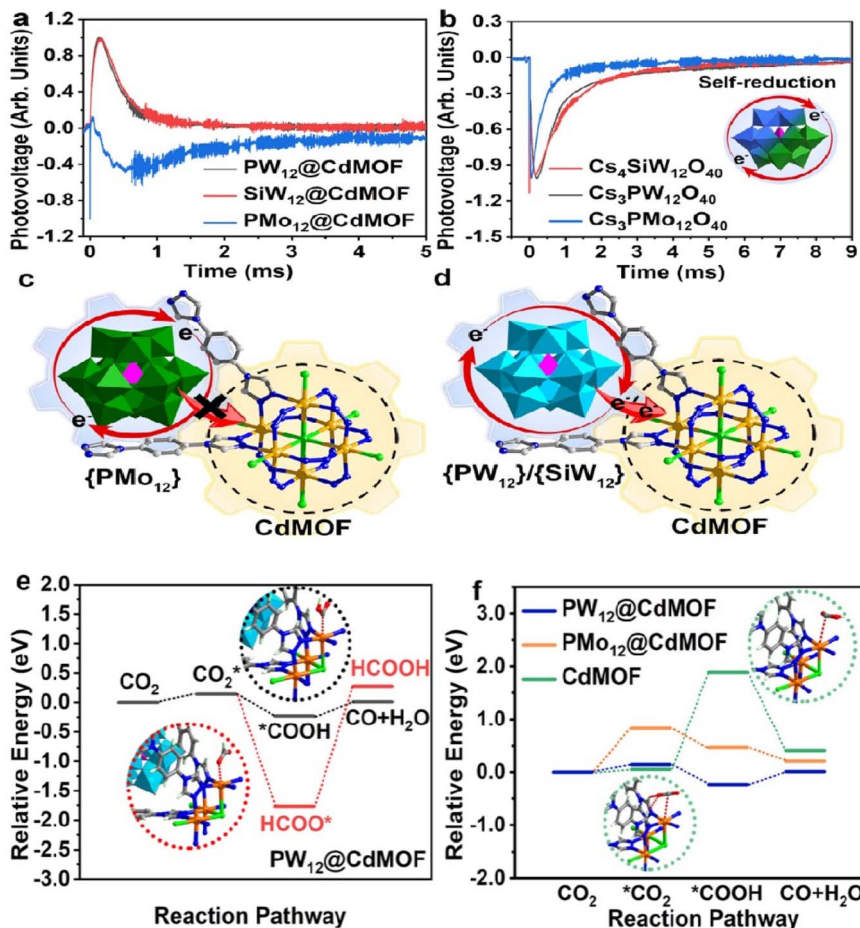 a
Photovoltage (Arb. Units)
1.2
0.8
0.4
0.0
-0.4
-0.8
-1.2
PW12@CdMOF
SiW12@CdMOF
PMo12@CdMOF
0 1 2 3 4 5
Time (ms)
b
Photovoltage (Arb. Units)
0.3
0.0
-0.3
-0.6
-0.9
-1.2
-1.5
Self-reduction
e-
e-
Cs4SiW12O40
Cs3PW12O40
Cs3PMo12O40
0 1 2 3 4 5 6 7 8 9
Time (ms)
c
e-
e-
{PMo12}
CdMOF
d
e-
e-
e-
{PW12}/{SiW12}
CdMOF
e
Relative Energy (eV)
2.0
1.5
1.0
0.5
0.0
-0.5
-1.0
-1.5
-2.0
-2.5
-3.0
CO2
CO2*
*COOH
HCOOH
CO+H2O
HCOO*
PW12@CdMOF
Reaction Pathway
f
Relative Energy (eV)
3.0
2.0
1.0
0.0
-1.0
-2.0
PW12@CdMOF
PMo12@CdMOF
CdMOF
CO2 *CO2 *COOH CO+H2O
Reaction Pathway